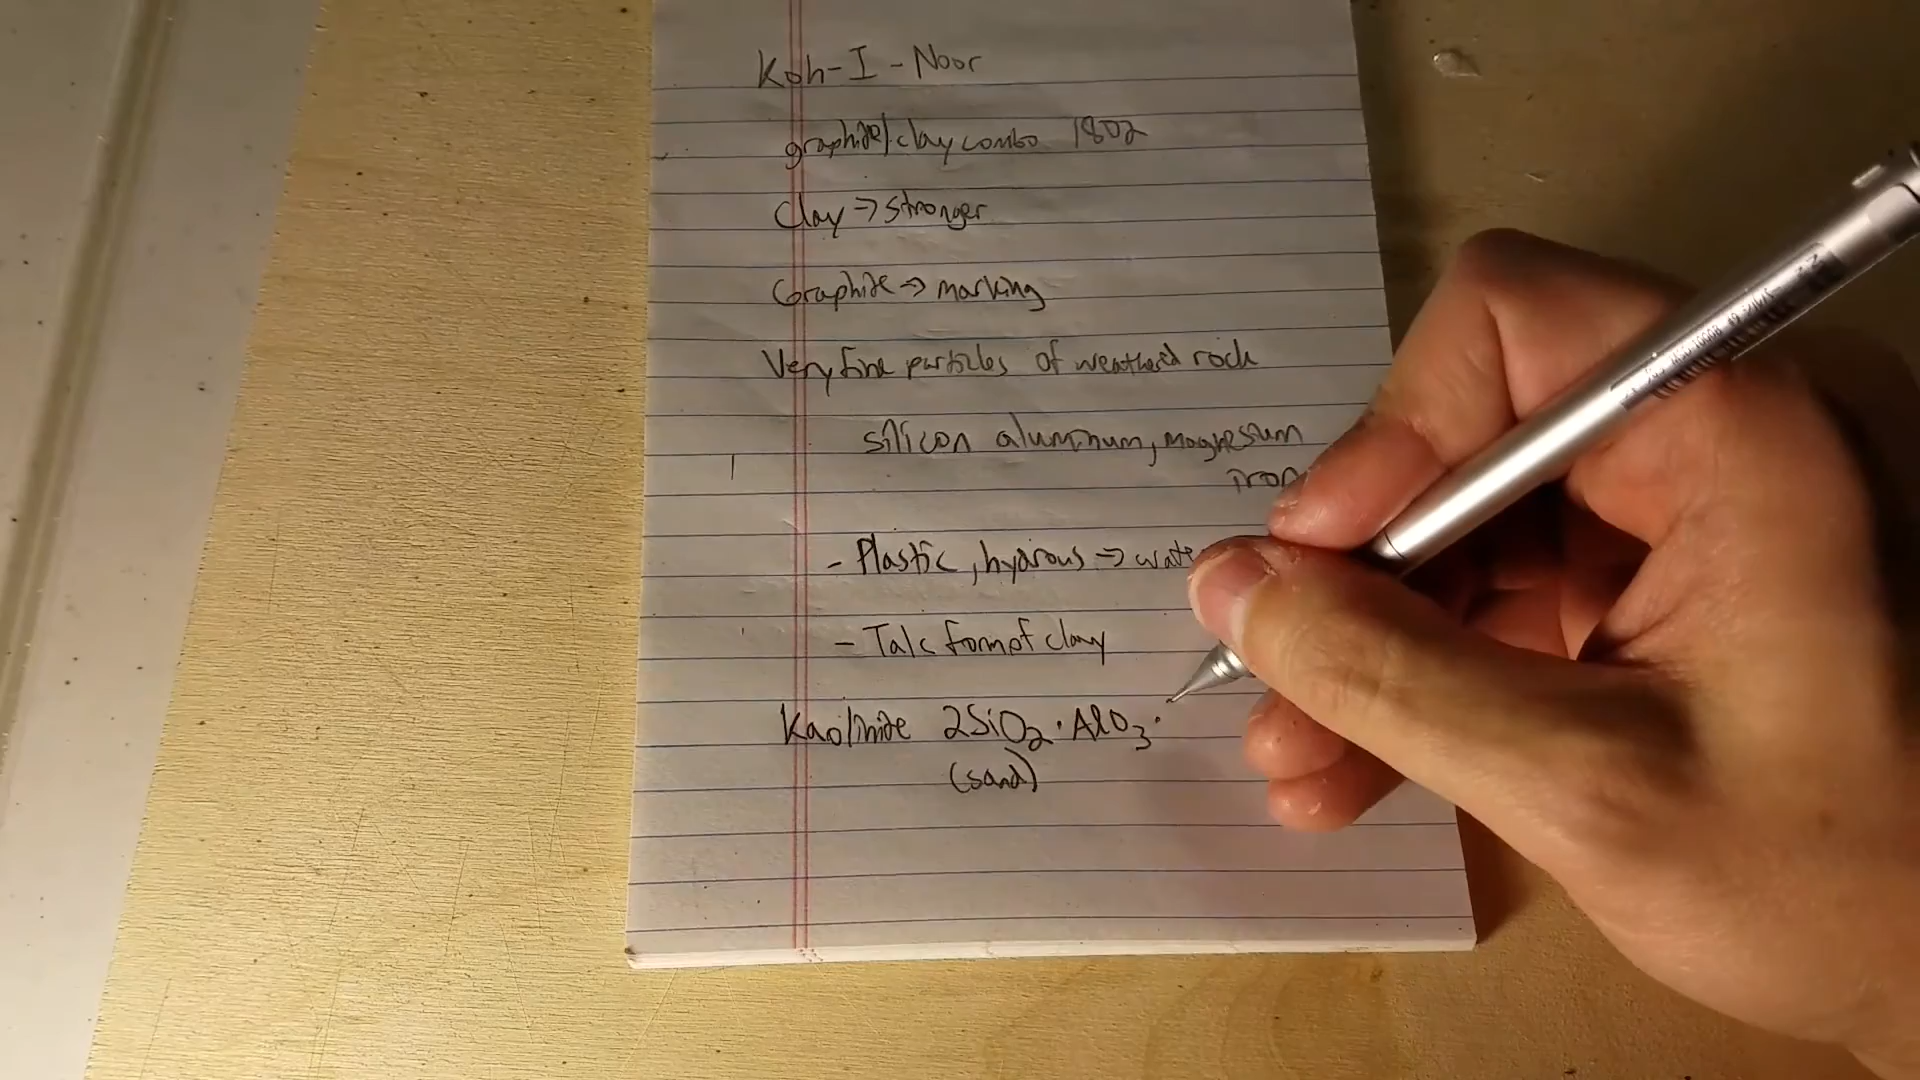 Koh-I-Noor
graphite/clay combo 1802
Clay → stronger
Graphite → marking
Very fine particles of weathered rock
silicon aluminum, magnesium
iron
- Plastic, hydrous → wate
- Talc form of clay
Kaolinite 2SiO₂·AlO₃·
(sand)